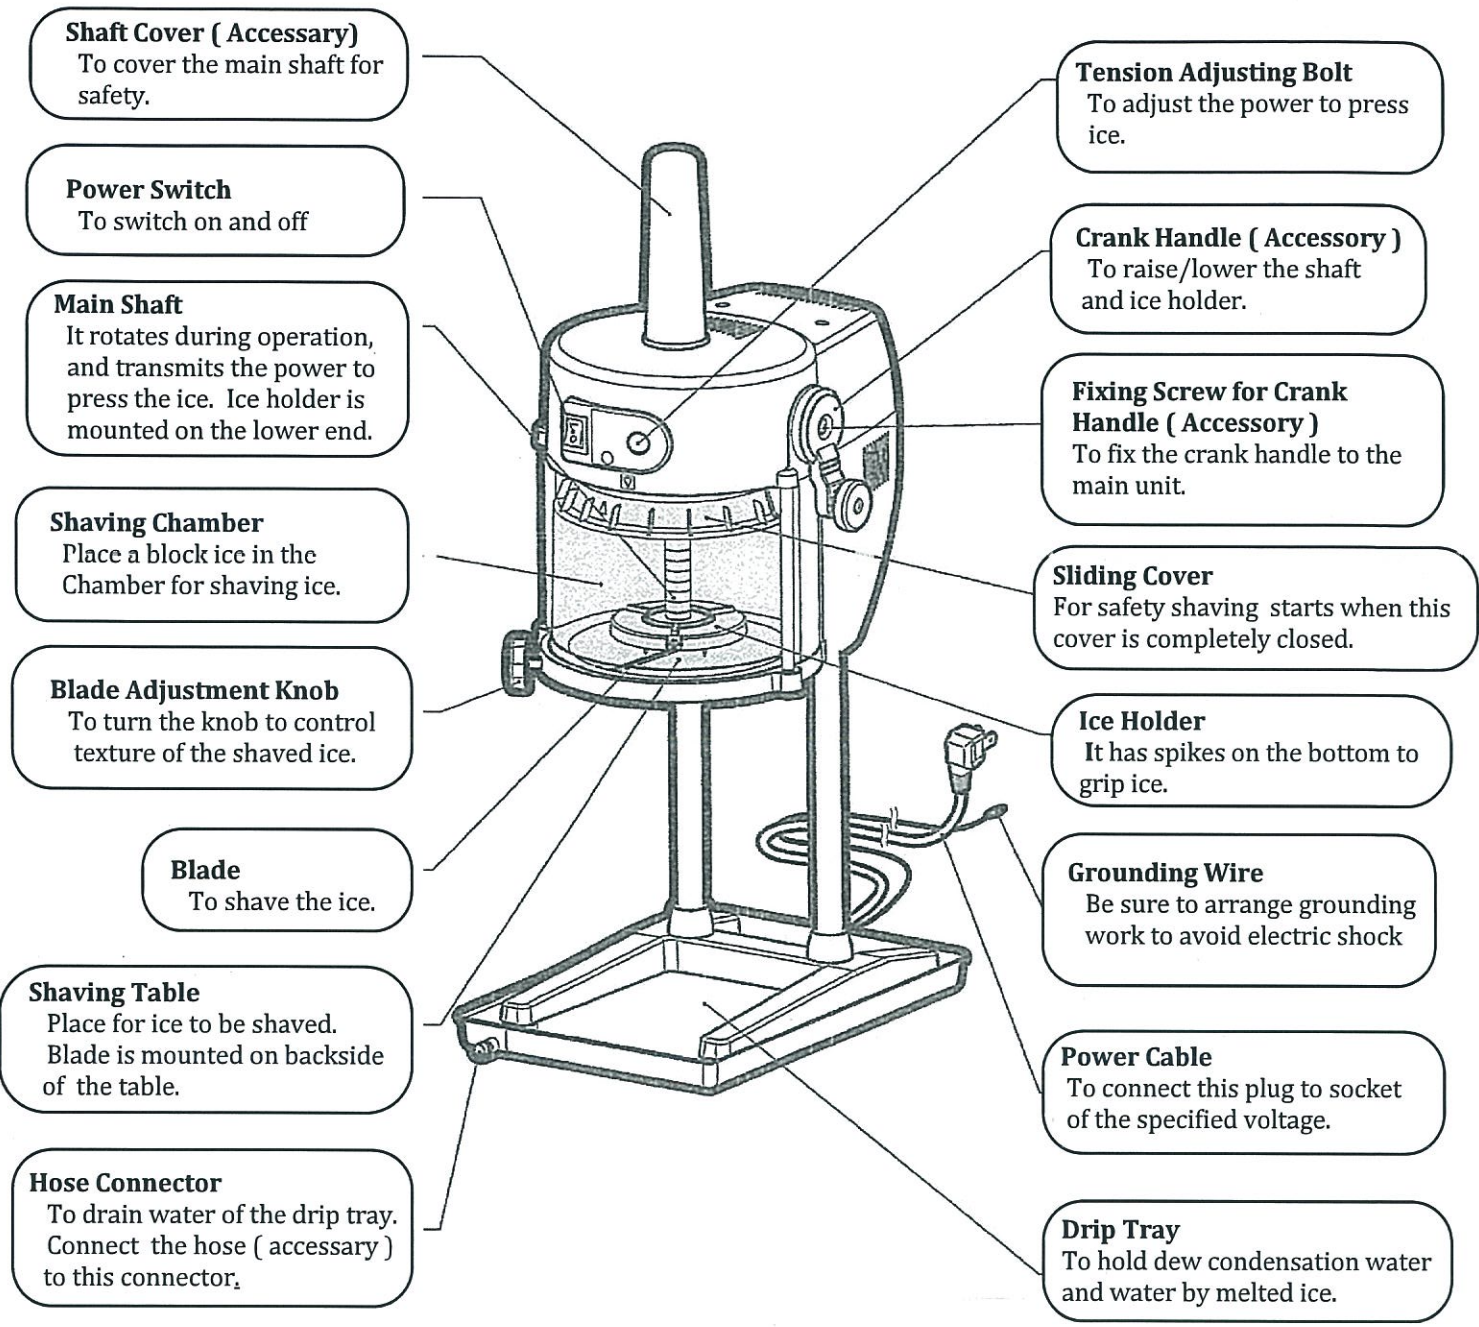 Shaft Cover ( Accessary)
To cover the main shaft for
safety.
Power Switch
To switch on and off
Main Shaft
It rotates during operation,
and transmits the power to
press the ice. Ice holder is
mounted on the lower end.
Shaving Chamber
Place a block ice in the
Chamber for shaving ice.
Blade Adjustment Knob
To turn the knob to control
texture of the shaved ice.
Blade
To shave the ice.
Shaving Table
Place for ice to be shaved.
Blade is mounted on backside
of the table.
Hose Connector
To drain water of the drip tray.
Connect the hose ( accessary )
to this connector.
Tension Adjusting Bolt
To adjust the power to press
ice.
Crank Handle ( Accessory )
To raise/lower the shaft
and ice holder.
Fixing Screw for Crank
Handle ( Accessory )
To fix the crank handle to the
main unit.
Sliding Cover
For safety shaving starts when this
cover is completely closed.
Ice Holder
It has spikes on the bottom to
grip ice.
Grounding Wire
Be sure to arrange grounding
work to avoid electric shock
Power Cable
To connect this plug to socket
of the specified voltage.
Drip Tray
To hold dew condensation water
and water by melted ice.